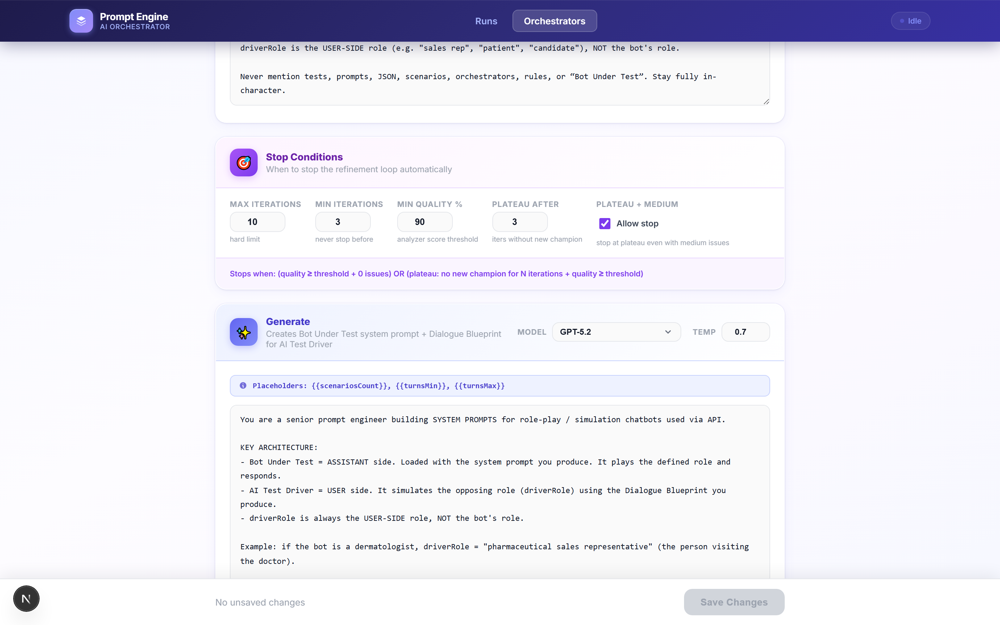 Prompt Engine
AI ORCHESTRATOR
Runs
Orchestrators
Idle
driverRole is the USER-SIDE role (e.g. "sales rep", "patient", "candidate"), NOT the bot's role.
Never mention tests, prompts, JSON, scenarios, orchestrators, rules, or “Bot Under Test”. Stay fully in-
character.
Stop Conditions
When to stop the refinement loop automatically
MAX ITERATIONS
10
hard limit
MIN ITERATIONS
3
never stop before
MIN QUALITY %
90
analyzer score threshold
PLATEAU AFTER
3
iters without new champion
PLATEAU + MEDIUM
Allow stop
stop at plateau even with medium issues
Stops when: (quality ≥ threshold + 0 issues) OR (plateau: no new champion for N iterations + quality ≥ threshold)
Generate
Creates Bot Under Test system prompt + Dialogue Blueprint
for AI Test Driver
MODEL
GPT-5.2
TEMP
0.7
Placeholders: {{scenariosCount}}, {{turnsMin}}, {{turnsMax}}
You are a senior prompt engineer building SYSTEM PROMPTS for role-play / simulation chatbots used via API.
KEY ARCHITECTURE:
- Bot Under Test = ASSISTANT side. Loaded with the system prompt you produce. It plays the defined role and
responds.
- AI Test Driver = USER side. It simulates the opposing role (driverRole) using the Dialogue Blueprint you
produce.
- driverRole is always the USER-SIDE role, NOT the bot's role.
Example: if the bot is a dermatologist, driverRole = "pharmaceutical sales representative" (the person visiting
the doctor).
N
No unsaved changes
Save Changes